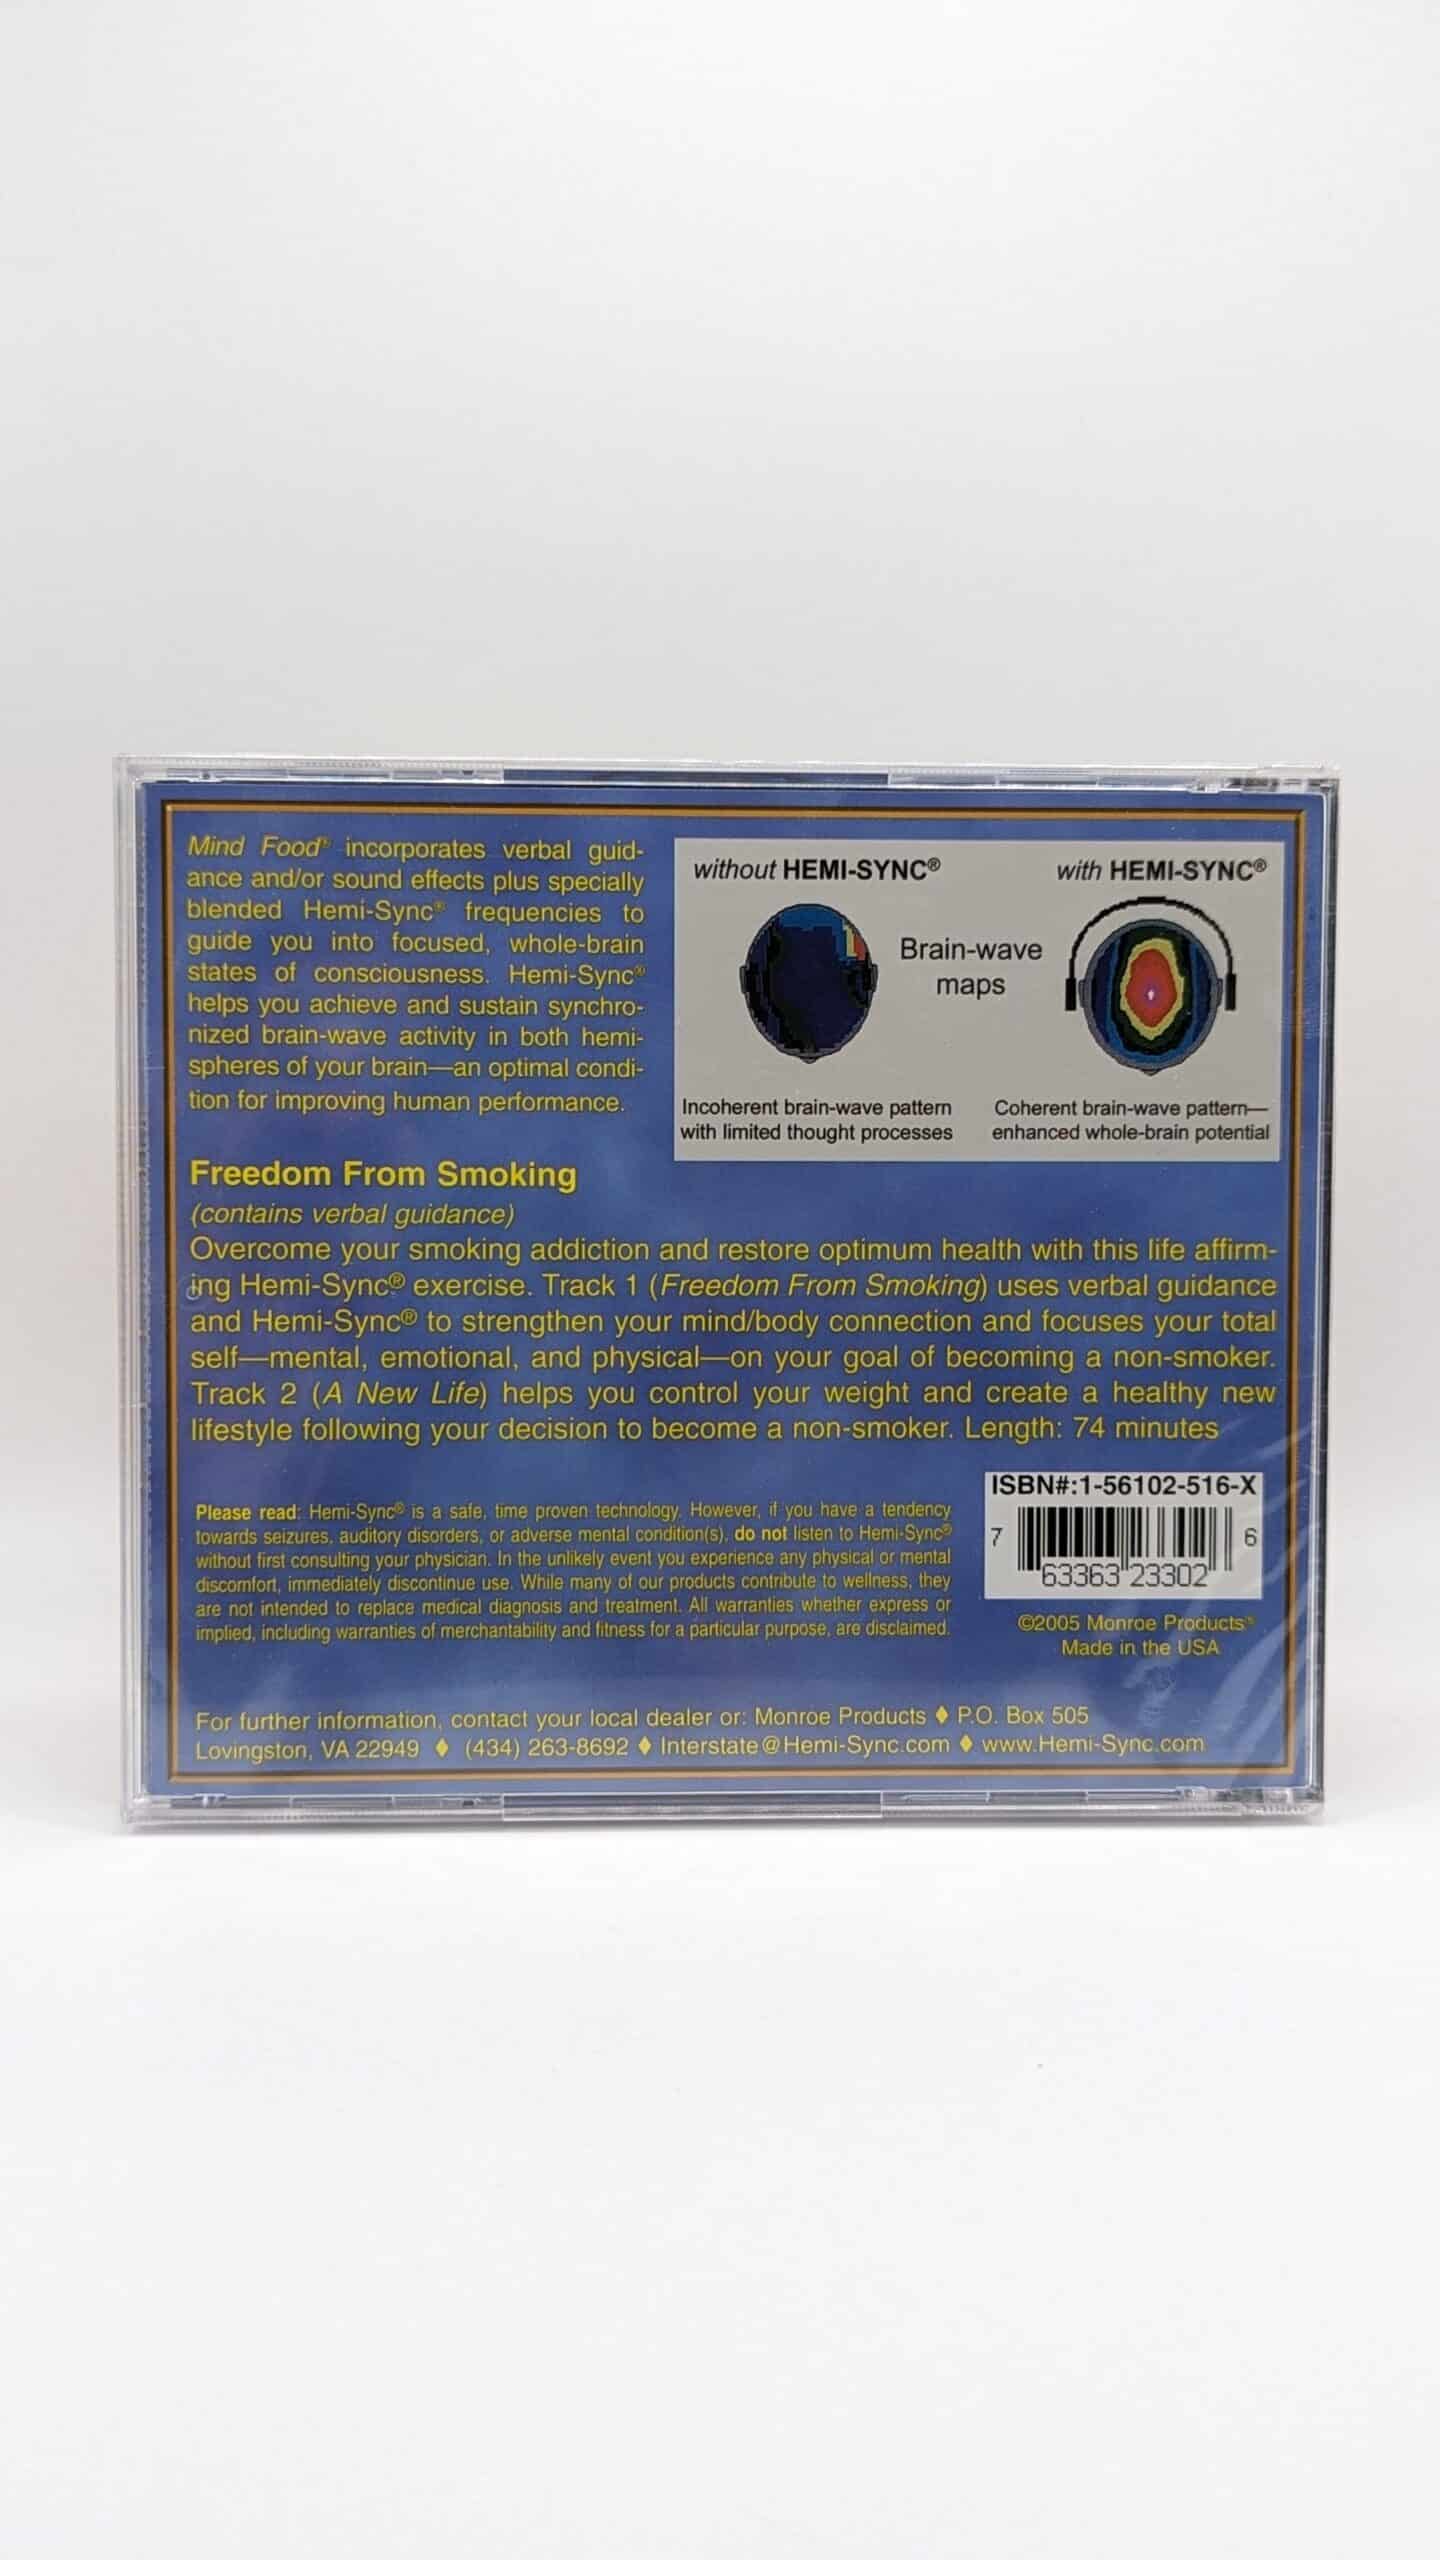 Mind Food® incorporates verbal guid-
ance and/or sound effects plus specially
blended Hemi-Sync® frequencies to
guide you into focused, whole-brain
states of consciousness. Hemi-Sync®
helps you achieve and sustain synchro-
nized brain-wave activity in both hemi-
spheres of your brain—an optimal condi-
tion for improving human performance.
without HEMI-SYNC®
with HEMI-SYNC®
Brain-wave
maps
Incoherent brain-wave pattern
with limited thought processes
Coherent brain-wave pattern—
enhanced whole-brain potential
Freedom From Smoking
(contains verbal guidance)
Overcome your smoking addiction and restore optimum health with this life affirm-
ing Hemi-Sync® exercise. Track 1 (Freedom From Smoking) uses verbal guidance
and Hemi-Sync® to strengthen your mind/body connection and focuses your total
self—mental, emotional, and physical—on your goal of becoming a non-smoker.
Track 2 (A New Life) helps you control your weight and create a healthy new
lifestyle following your decision to become a non-smoker. Length: 74 minutes
Please read: Hemi-Sync® is a safe, time proven technology. However, if you have a tendency
towards seizures, auditory disorders, or adverse mental condition(s), do not listen to Hemi-Sync®
without first consulting your physician. In the unlikely event you experience any physical or mental
discomfort, immediately discontinue use. While many of our products contribute to wellness, they
are not intended to replace medical diagnosis and treatment. All warranties whether express or
implied, including warranties of merchantability and fitness for a particular purpose, are disclaimed.
ISBN#:1-56102-516-X
7 63363 23302 6
©2005 Monroe Products®
Made in the USA
For further information, contact your local dealer or: Monroe Products ♦ P.O. Box 505
Lovingston, VA 22949 ♦ (434) 263-8692 ♦ Interstate@Hemi-Sync.com ♦ www.Hemi-Sync.com